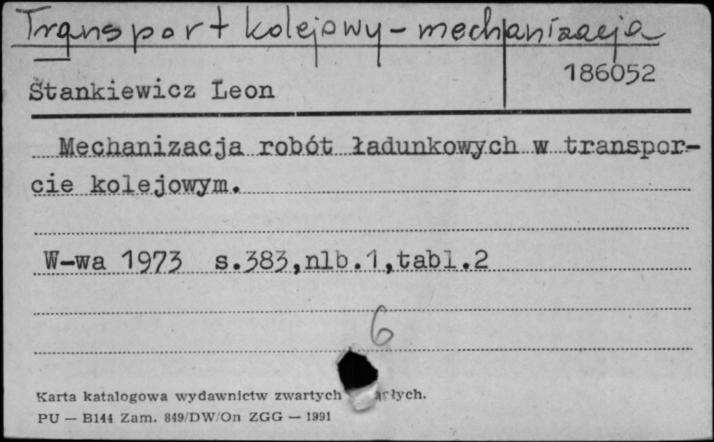 Transport kolejowy - mechanizacja
186052
Stankiewicz Leon
Mechanizacja robót ładunkowych w transpor-
cie kolejowym.
W-wa 1973 s.383,nlb.1,tabl.2
6
Karta katalogowa wydawnictw zwartych
PU — B144 Zam. 849/DW/On ZGG — 1991